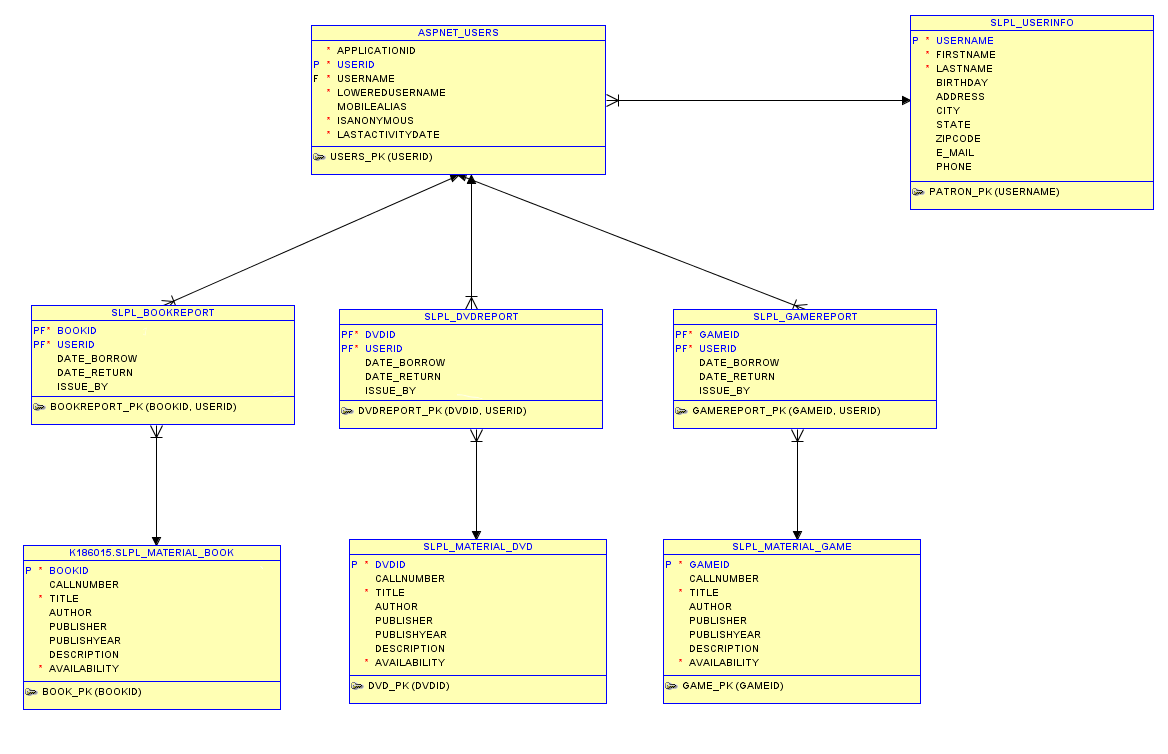 ASPNET_USERS
* APPLICATIONID
P * USERID
F * USERNAME
* LOWEREDUSERNAME
MOBILEALIAS
* ISANONYMOUS
* LASTACTIVITYDATE
USERS_PK (USERID)
SLPL_USERINFO
P * USERNAME
* FIRSTNAME
* LASTNAME
BIRTHDAY
ADDRESS
CITY
STATE
ZIPCODE
E_MAIL
PHONE
PATRON_PK (USERNAME)
SLPL_BOOKREPORT
PF* BOOKID
PF* USERID
DATE_BORROW
DATE_RETURN
ISSUE_BY
BOOKREPORT_PK (BOOKID, USERID)
SLPL_DVDREPORT
PF* DVDID
PF* USERID
DATE_BORROW
DATE_RETURN
ISSUE_BY
DVDREPORT_PK (DVDID, USERID)
SLPL_GAMEREPORT
PF* GAMEID
PF* USERID
DATE_BORROW
DATE_RETURN
ISSUE_BY
GAMEREPORT_PK (GAMEID, USERID)
K186015.SLPL_MATERIAL_BOOK
P * BOOKID
CALLNUMBER
* TITLE
AUTHOR
PUBLISHER
PUBLISHYEAR
DESCRIPTION
* AVAILABILITY
BOOK_PK (BOOKID)
SLPL_MATERIAL_DVD
P * DVDID
CALLNUMBER
* TITLE
AUTHOR
PUBLISHER
PUBLISHYEAR
DESCRIPTION
* AVAILABILITY
DVD_PK (DVDID)
SLPL_MATERIAL_GAME
P * GAMEID
CALLNUMBER
* TITLE
AUTHOR
PUBLISHER
PUBLISHYEAR
DESCRIPTION
* AVAILABILITY
GAME_PK (GAMEID)